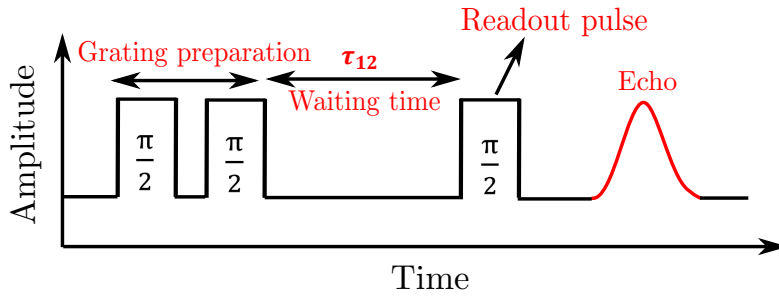 Readout pulse
Grating preparation
τ₁₂
Waiting time
Echo
Amplitude
π/2
π/2
π/2
Time